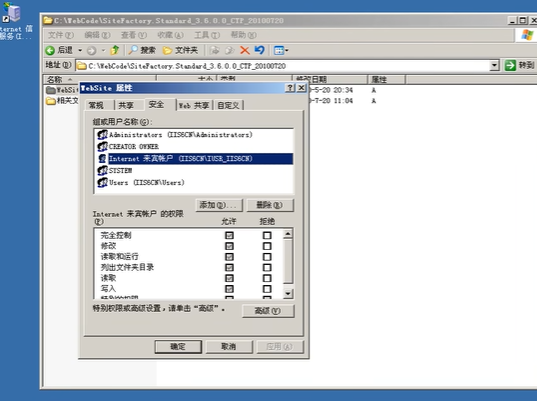 C:\WebCode\SiteFactory.Standard_3.6.0.0_CTP_20100720
文件(F) 编辑(E) 查看(V) 收藏(A) 工具(T) 帮助(H)
后退 搜索 文件夹
地址(D) C:\WebCode\SiteFactory.Standard_3.6.0.0_CTP_20100720 转到
名称 大小 类型 修改日期 属性
WebSit -5-20 20:34 A
相关文 -7-20 11:04 A
WebSite 属性
常规 共享 安全 Web 共享 自定义
组或用户名称(G):
Administrators (IIS6CN\Administrators)
CREATOR OWNER
Internet 来宾帐户 (IIS6CN\IUSR_IIS6CN)
SYSTEM
Users (IIS6CN\Users)
添加(D)... 删除(R)
Internet 来宾帐户 的权限
(P) 允许 拒绝
完全控制
修改
读取和运行
列出文件夹目录
读取
写入
特别的权限
特别权限或高级设置，请单击“高级”。
高级(V)
确定 取消 应用(A)